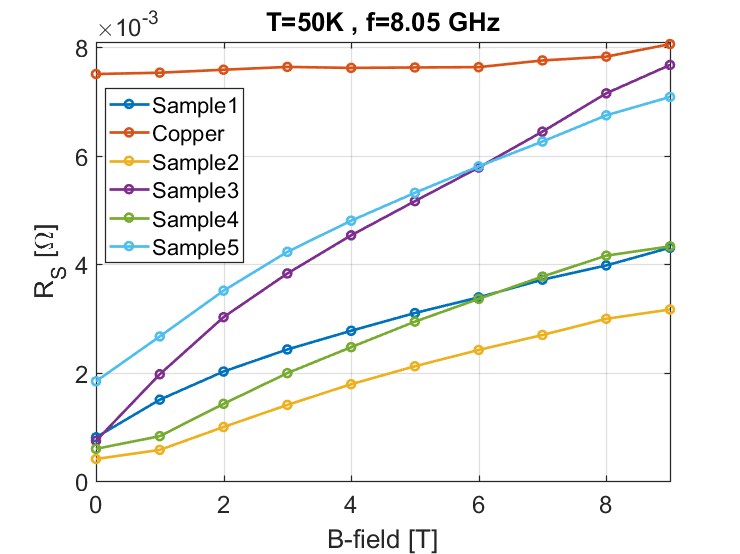 T=50K , f=8.05 GHz
×10⁻³
8
6
4
2
0
Sample1
Copper
Sample2
Sample3
Sample4
Sample5
R_S [Ω]
0 2 4 6 8
B-field [T]